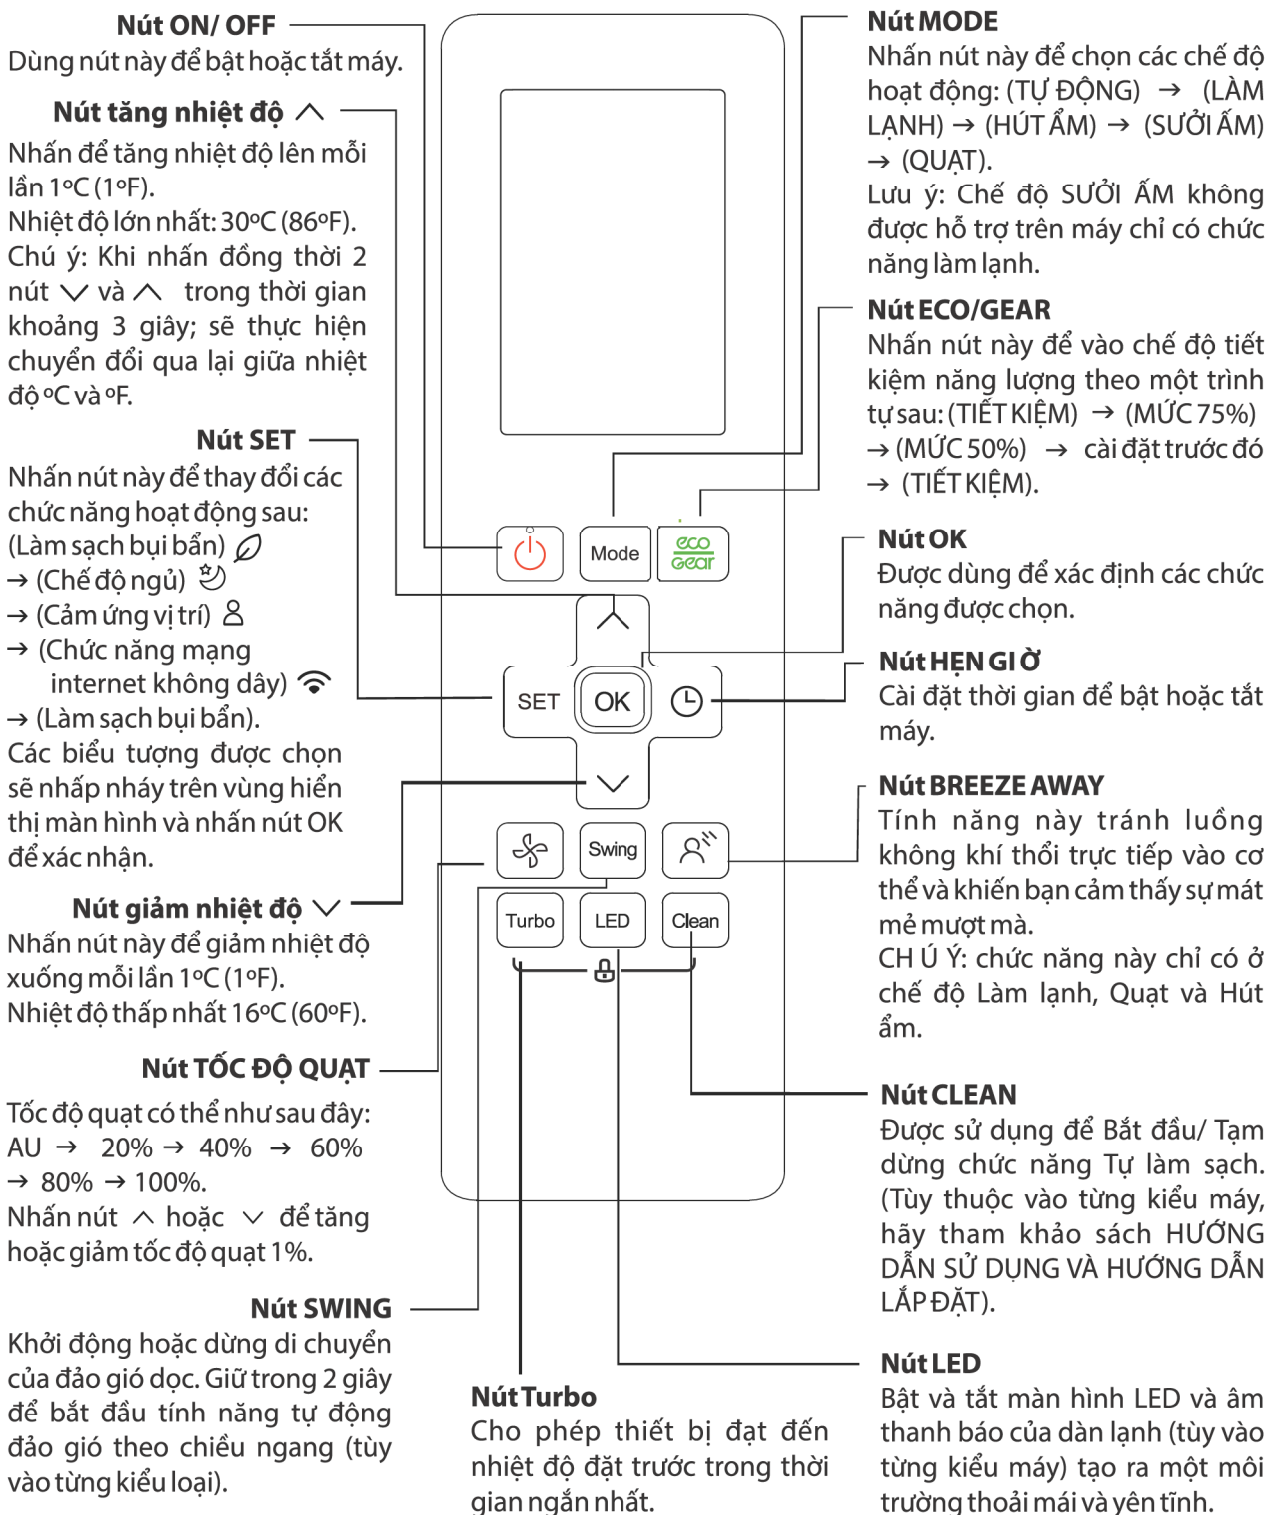 Nút ON/ OFF
Dùng nút này để bật hoặc tắt máy.
Nút tăng nhiệt độ ︿
Nhấn để tăng nhiệt độ lên mỗi
lần 1ºC (1ºF).
Nhiệt độ lớn nhất: 30ºC (86ºF).
Chú ý: Khi nhấn đồng thời 2
nút ﹀ và ︿ trong thời gian
khoảng 3 giây; sẽ thực hiện
chuyển đổi qua lại giữa nhiệt
độ ºC và ºF.
Nút SET
Nhấn nút này để thay đổi các
chức năng hoạt động sau:
(Làm sạch bụi bẩn)
→ (Chế độ ngủ)
→ (Cảm ứng vị trí)
→ (Chức năng mạng
internet không dây)
→ (Làm sạch bụi bẩn).
Các biểu tượng được chọn
sẽ nhấp nháy trên vùng hiển
thị màn hình và nhấn nút OK
để xác nhận.
Nút giảm nhiệt độ ﹀
Nhấn nút này để giảm nhiệt độ
xuống mỗi lần 1ºC (1ºF).
Nhiệt độ thấp nhất 16ºC (60ºF).
Nút TỐC ĐỘ QUẠT
Tốc độ quạt có thể như sau đây:
AU → 20% → 40% → 60%
→ 80% → 100%.
Nhấn nút ︿ hoặc ﹀ để tăng
hoặc giảm tốc độ quạt 1%.
Nút SWING
Khởi động hoặc dừng di chuyển
của đảo gió dọc. Giữ trong 2 giây
để bắt đầu tính năng tự động
đảo gió theo chiều ngang (tùy
vào từng kiểu loại).
Mode
eco
Gear
SET
OK
Swing
Turbo
LED
Clean
Nút Turbo
Cho phép thiết bị đạt đến
nhiệt độ đặt trước trong thời
gian ngắn nhất.
Nút MODE
Nhấn nút này để chọn các chế độ
hoạt động: (TỰ ĐỘNG) → (LÀM
LẠNH) → (HÚT ẨM) → (SƯỞI ẤM)
→ (QUẠT).
Lưu ý: Chế độ SƯỞI ẤM không
được hỗ trợ trên máy chỉ có chức
năng làm lạnh.
Nút ECO/GEAR
Nhấn nút này để vào chế độ tiết
kiệm năng lượng theo một trình
tự sau: (TIẾT KIỆM) → (MỨC 75%)
→ (MỨC 50%) → cài đặt trước đó
→ (TIẾT KIỆM).
Nút OK
Được dùng để xác định các chức
năng được chọn.
Nút HẸN GI Ờ
Cài đặt thời gian để bật hoặc tắt
máy.
Nút BREEZE AWAY
Tính năng này tránh luồng
không khí thổi trực tiếp vào cơ
thể và khiến bạn cảm thấy sự mát
mẻ mượt mà.
CH Ú Ý: chức năng này chỉ có ở
chế độ Làm lạnh, Quạt và Hút
ẩm.
Nút CLEAN
Được sử dụng để Bắt đầu/ Tạm
dừng chức năng Tự làm sạch.
(Tùy thuộc vào từng kiểu máy,
hãy tham khảo sách HƯỚNG
DẪN SỬ DỤNG VÀ HƯỚNG DẪN
LẮP ĐẶT).
Nút LED
Bật và tắt màn hình LED và âm
thanh báo của dàn lạnh (tùy vào
từng kiểu máy) tạo ra một môi
trường thoải mái và yên tĩnh.